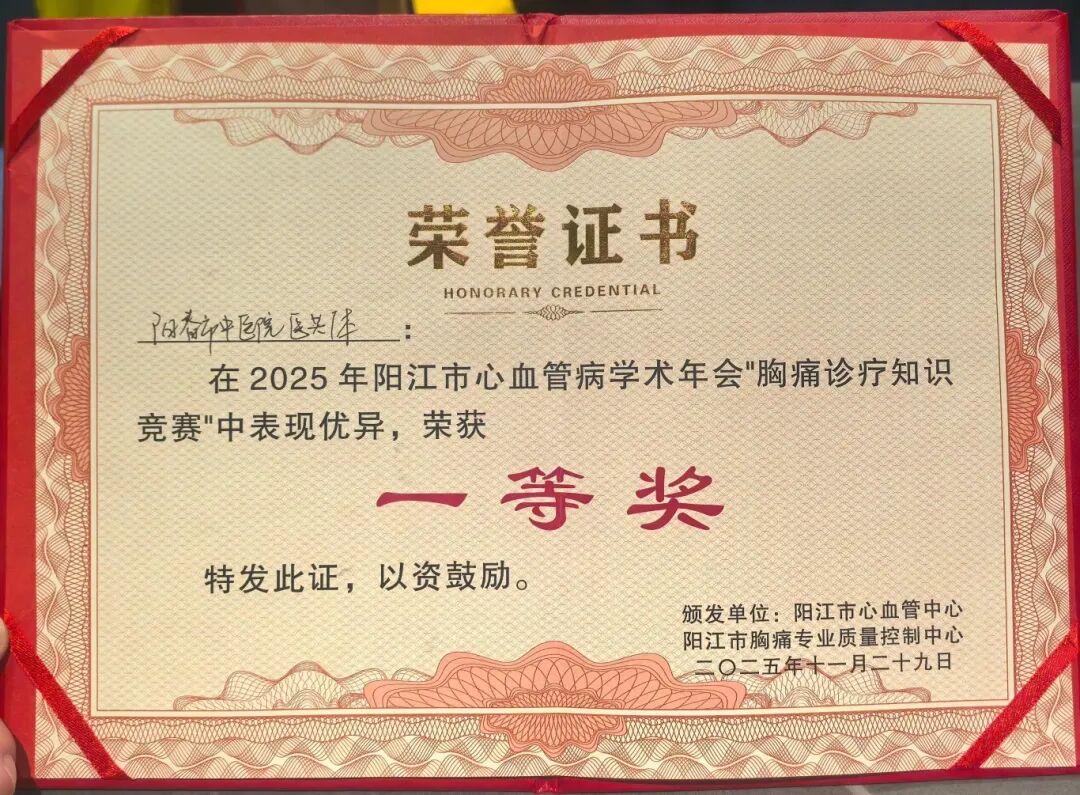 荣誉证书
HONORARY CREDENTIAL
阳春市中医院医共体：
在2025年阳江市心血管病学术年会"胸痛诊疗知识
竞赛"中表现优异，荣获
一等奖
特发此证，以资鼓励。
颁发单位：阳江市心血管中心
阳江市胸痛专业质量控制中心
二〇二五年十一月二十九日